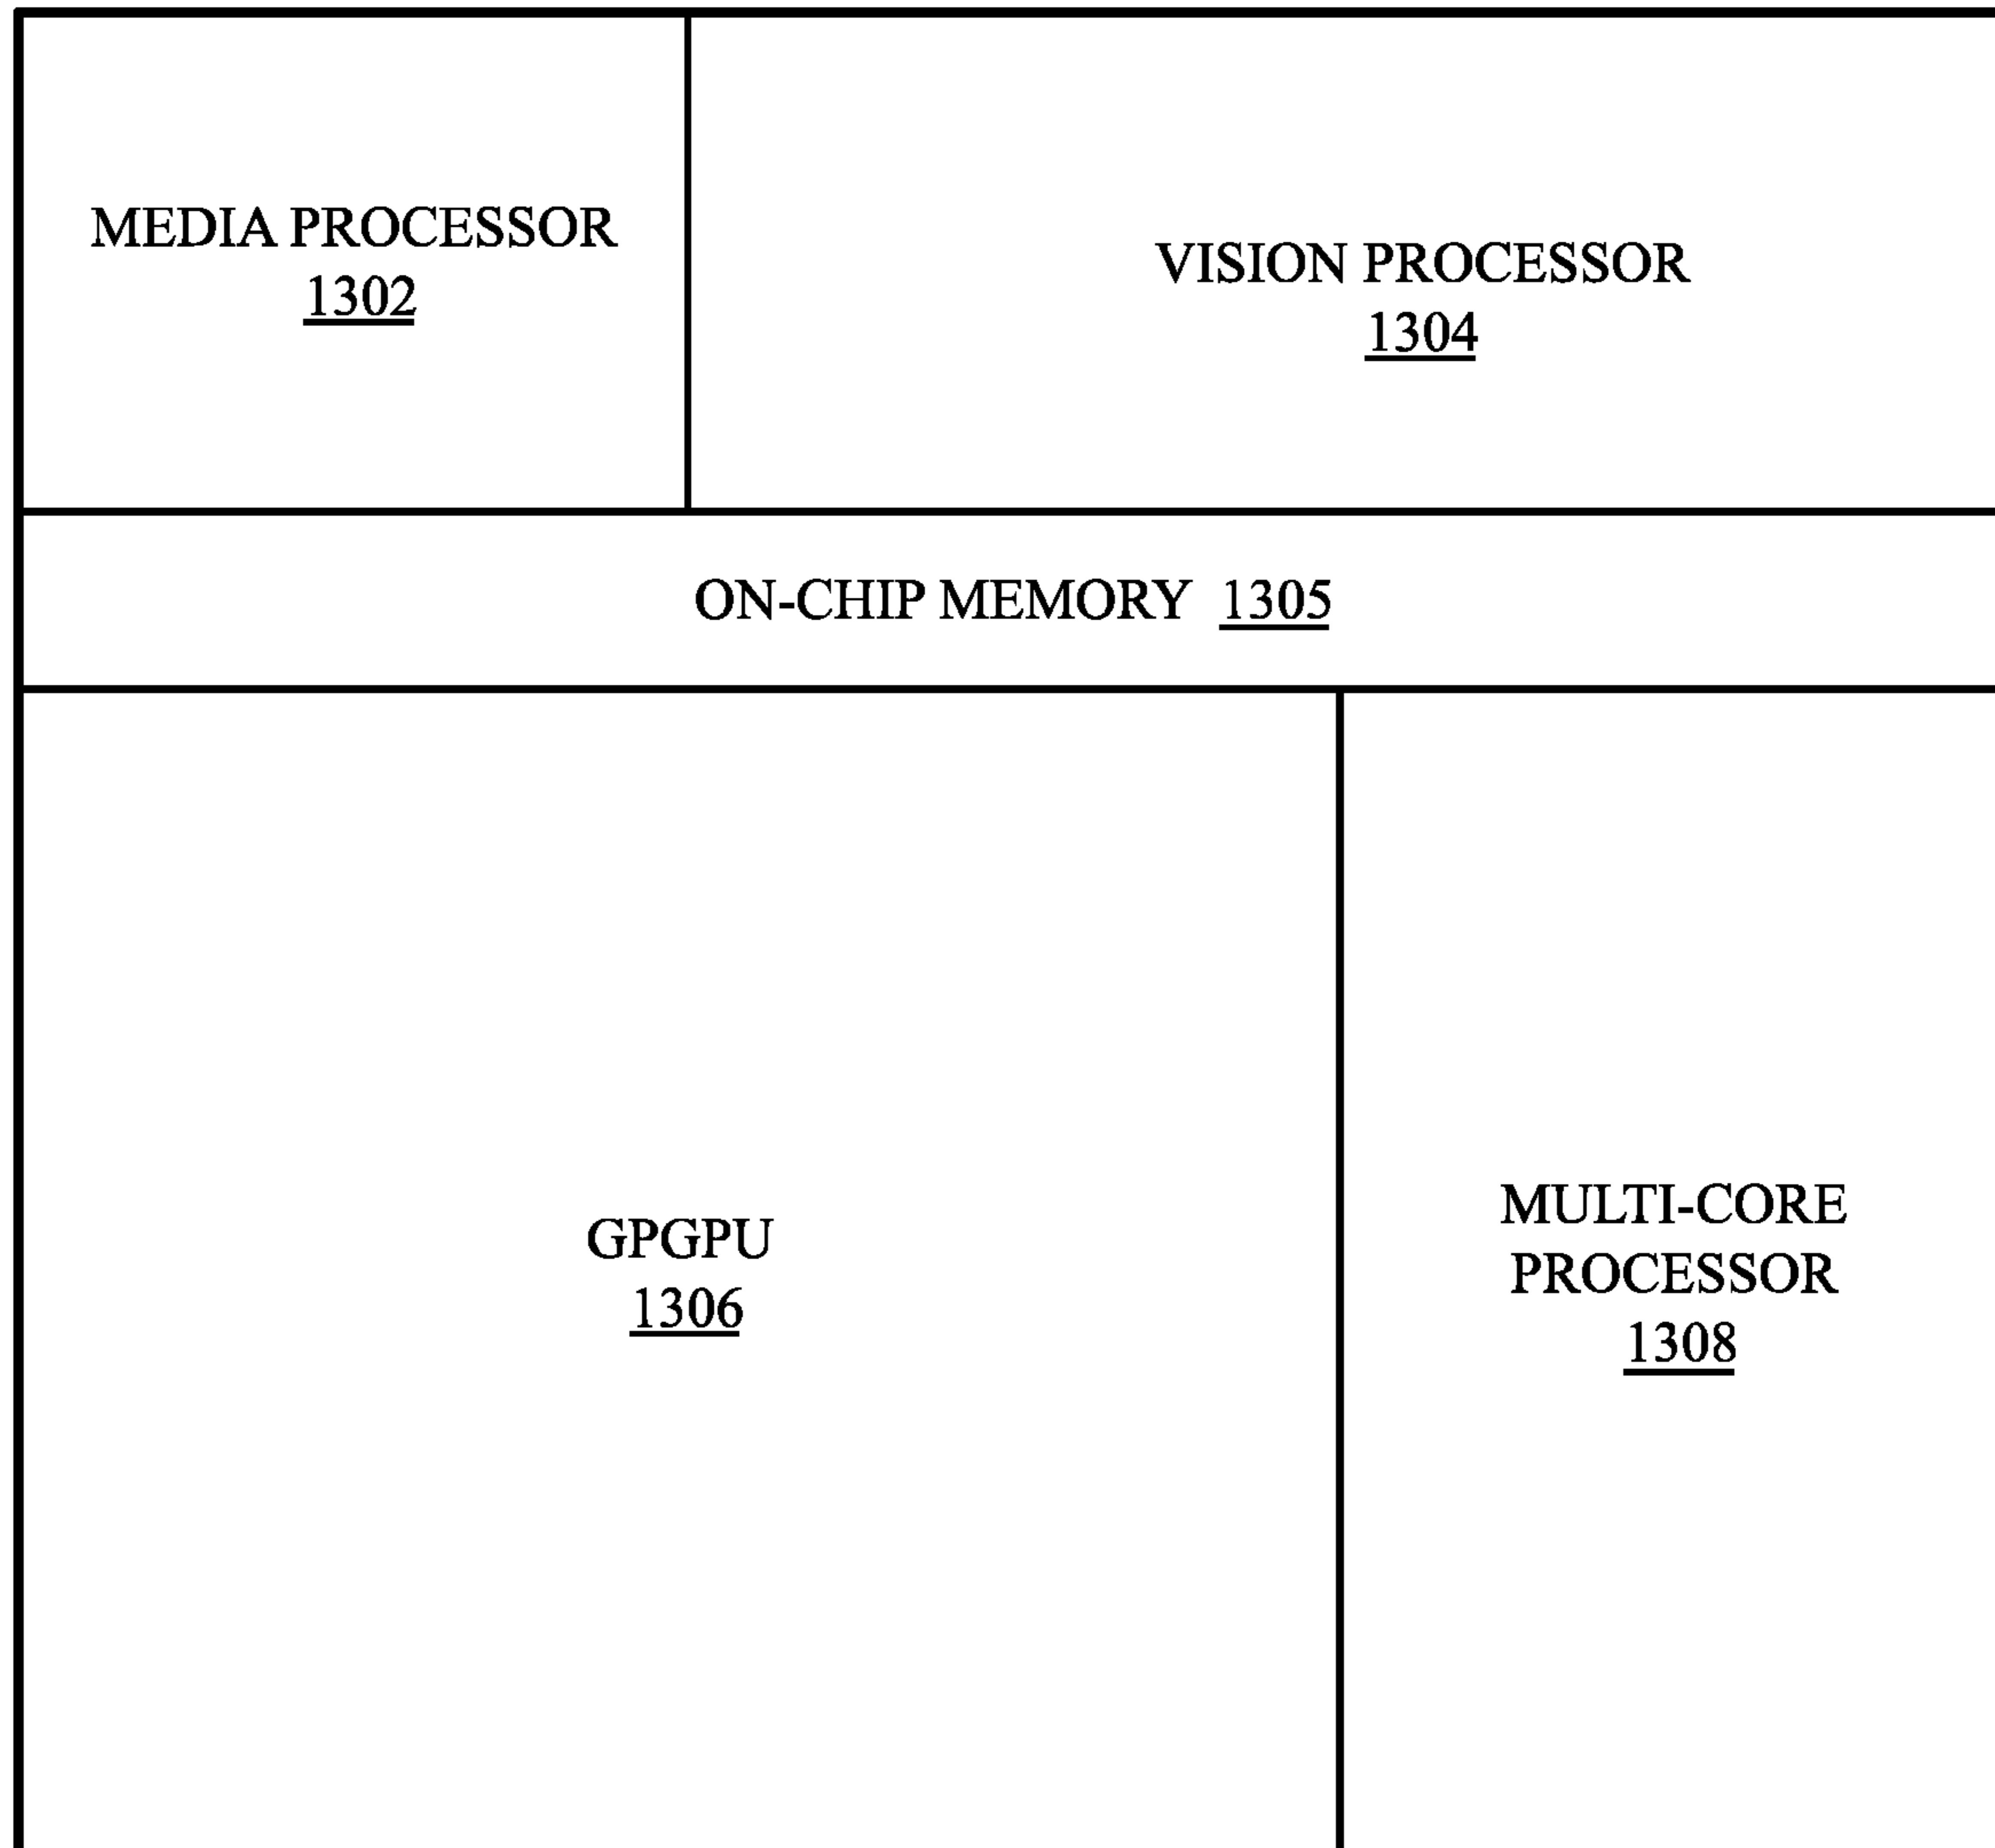 MEDIA PROCESSOR
1302
VISION PROCESSOR
1304
ON-CHIP MEMORY 1305
GPGPU
1306
MULTI-CORE
PROCESSOR
1308